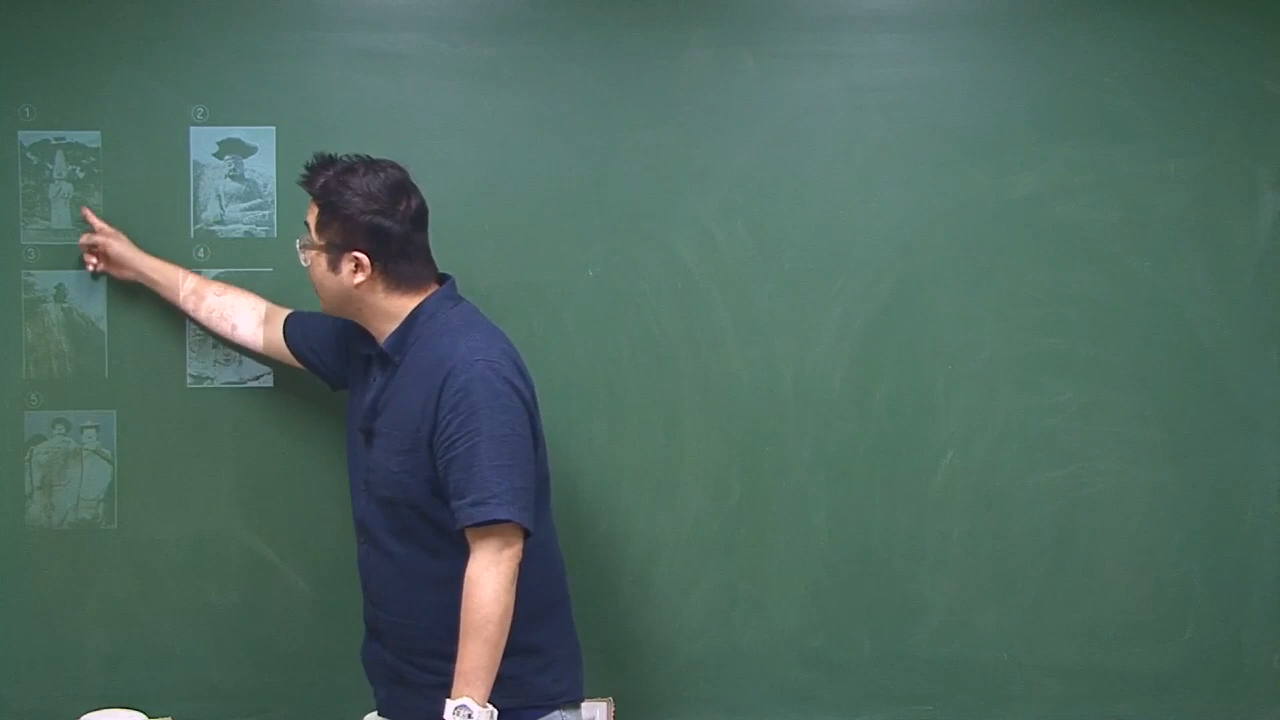 ① ②
③ ④
⑤